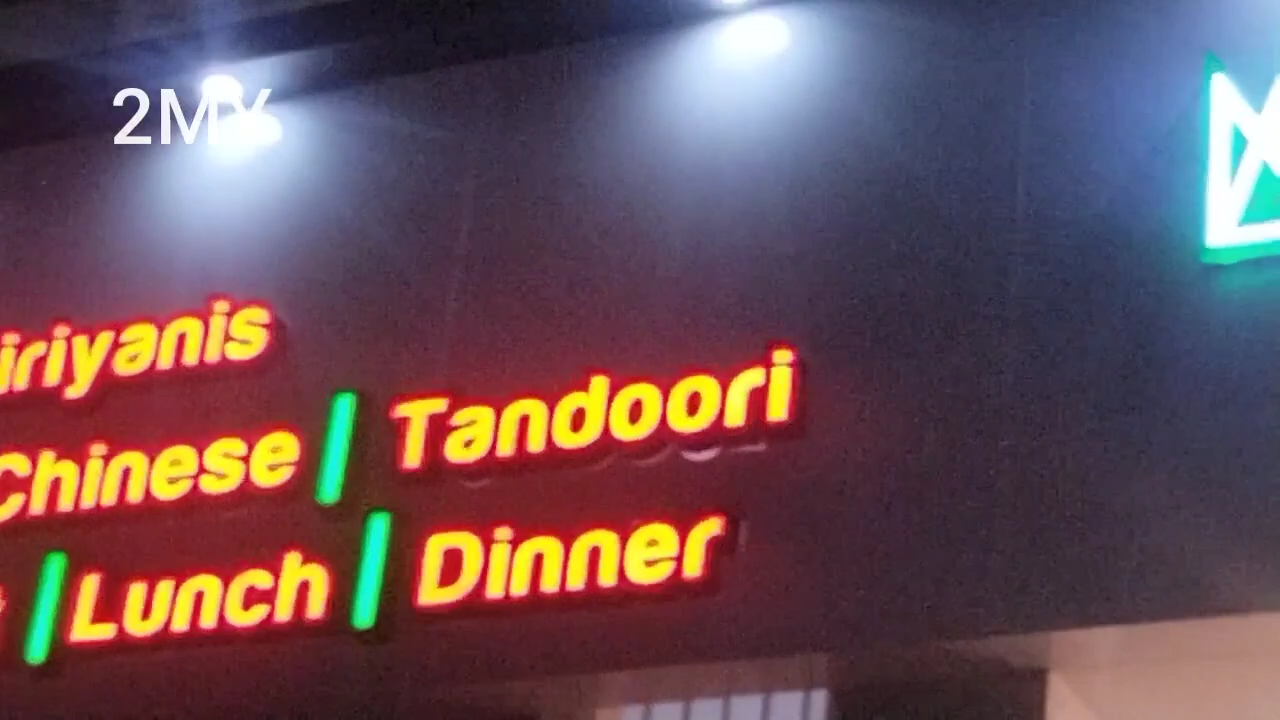 2MY
iriyanis
Chinese | Tandoori
| Lunch | Dinner